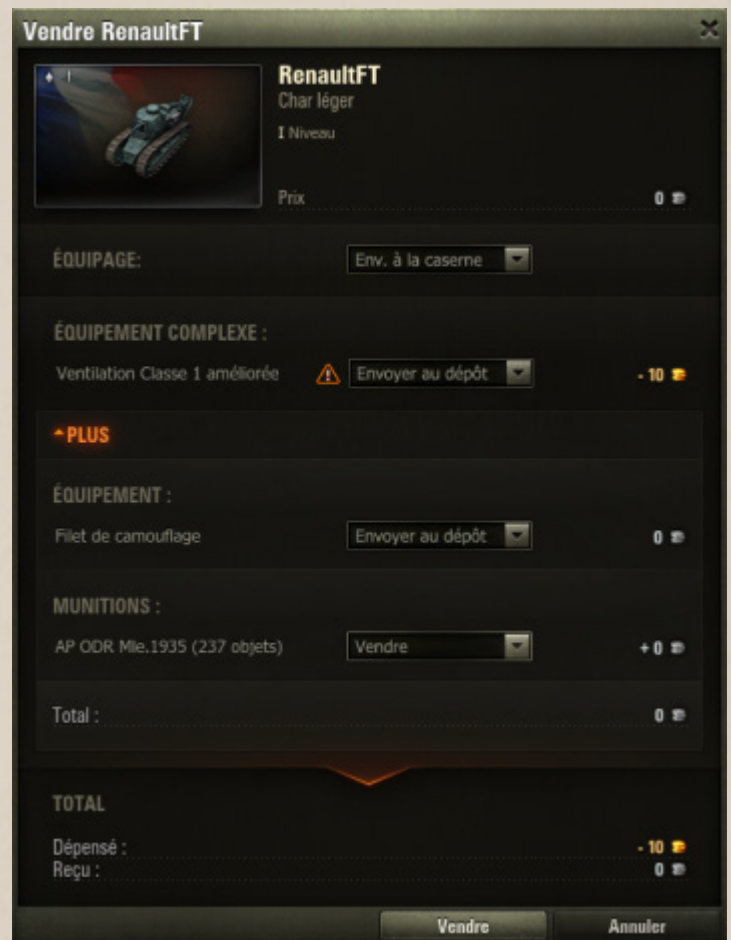 Vendre RenaultFT
I
RenaultFT
Char léger
I Niveau
Prix 0
ÉQUIPAGE: Env. à la caserne
ÉQUIPEMENT COMPLEXE :
Ventilation Classe 1 améliorée Envoyer au dépôt - 10
PLUS
ÉQUIPEMENT :
Filet de camouflage Envoyer au dépôt 0
MUNITIONS :
AP ODR Mle.1935 (237 objets) Vendre +0
Total : 0
TOTAL
Dépensé : - 10
Reçu : 0
Vendre Annuler